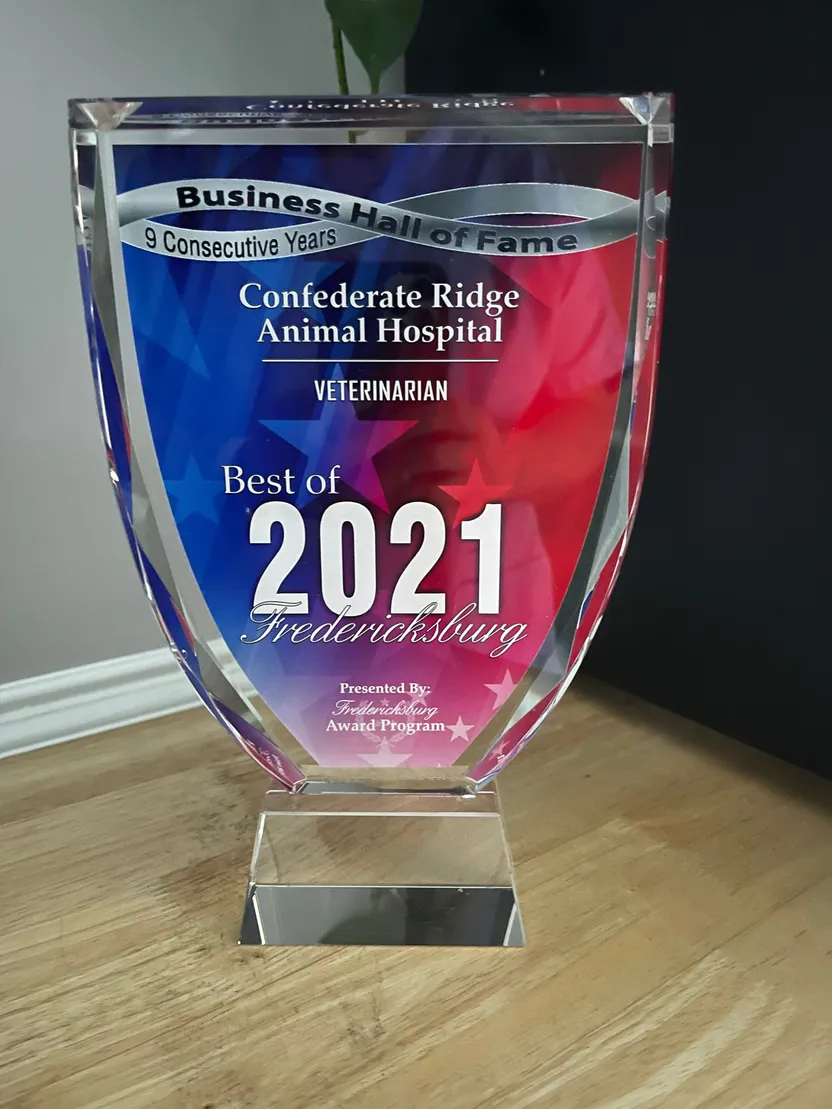 Business Hall of Fame
9 Consecutive Years
Confederate Ridge
Animal Hospital
VETERINARIAN
Best of
2021
Fredericksburg
Presented By:
Fredericksburg
Award Program